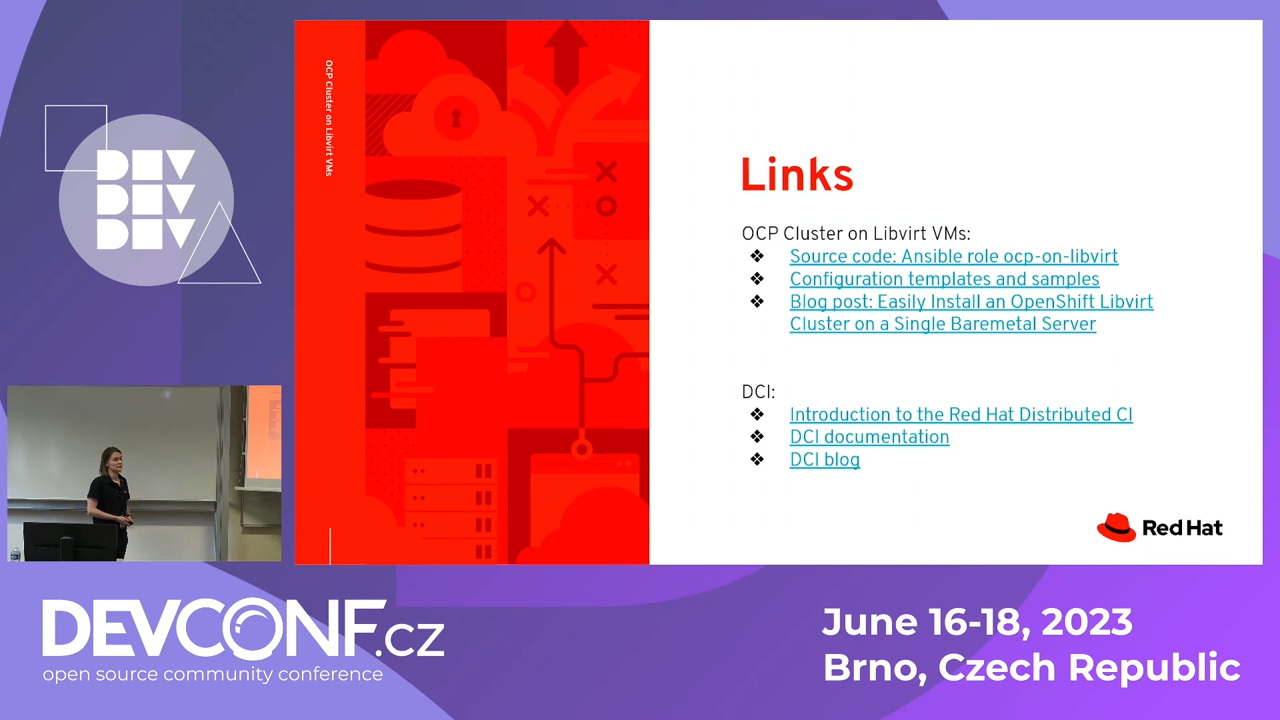 OCP Cluster on Libvirt VMs
DEV
DEV
DEV
Links
OCP Cluster on Libvirt VMs:
❖ Source code: Ansible role ocp-on-libvirt
❖ Configuration templates and samples
❖ Blog post: Easily Install an OpenShift Libvirt
Cluster on a Single Baremetal Server
DCI:
❖ Introduction to the Red Hat Distributed CI
❖ DCI documentation
❖ DCI blog
Red Hat
DEVCONF.cz
open source community conference
June 16-18, 2023
Brno, Czech Republic